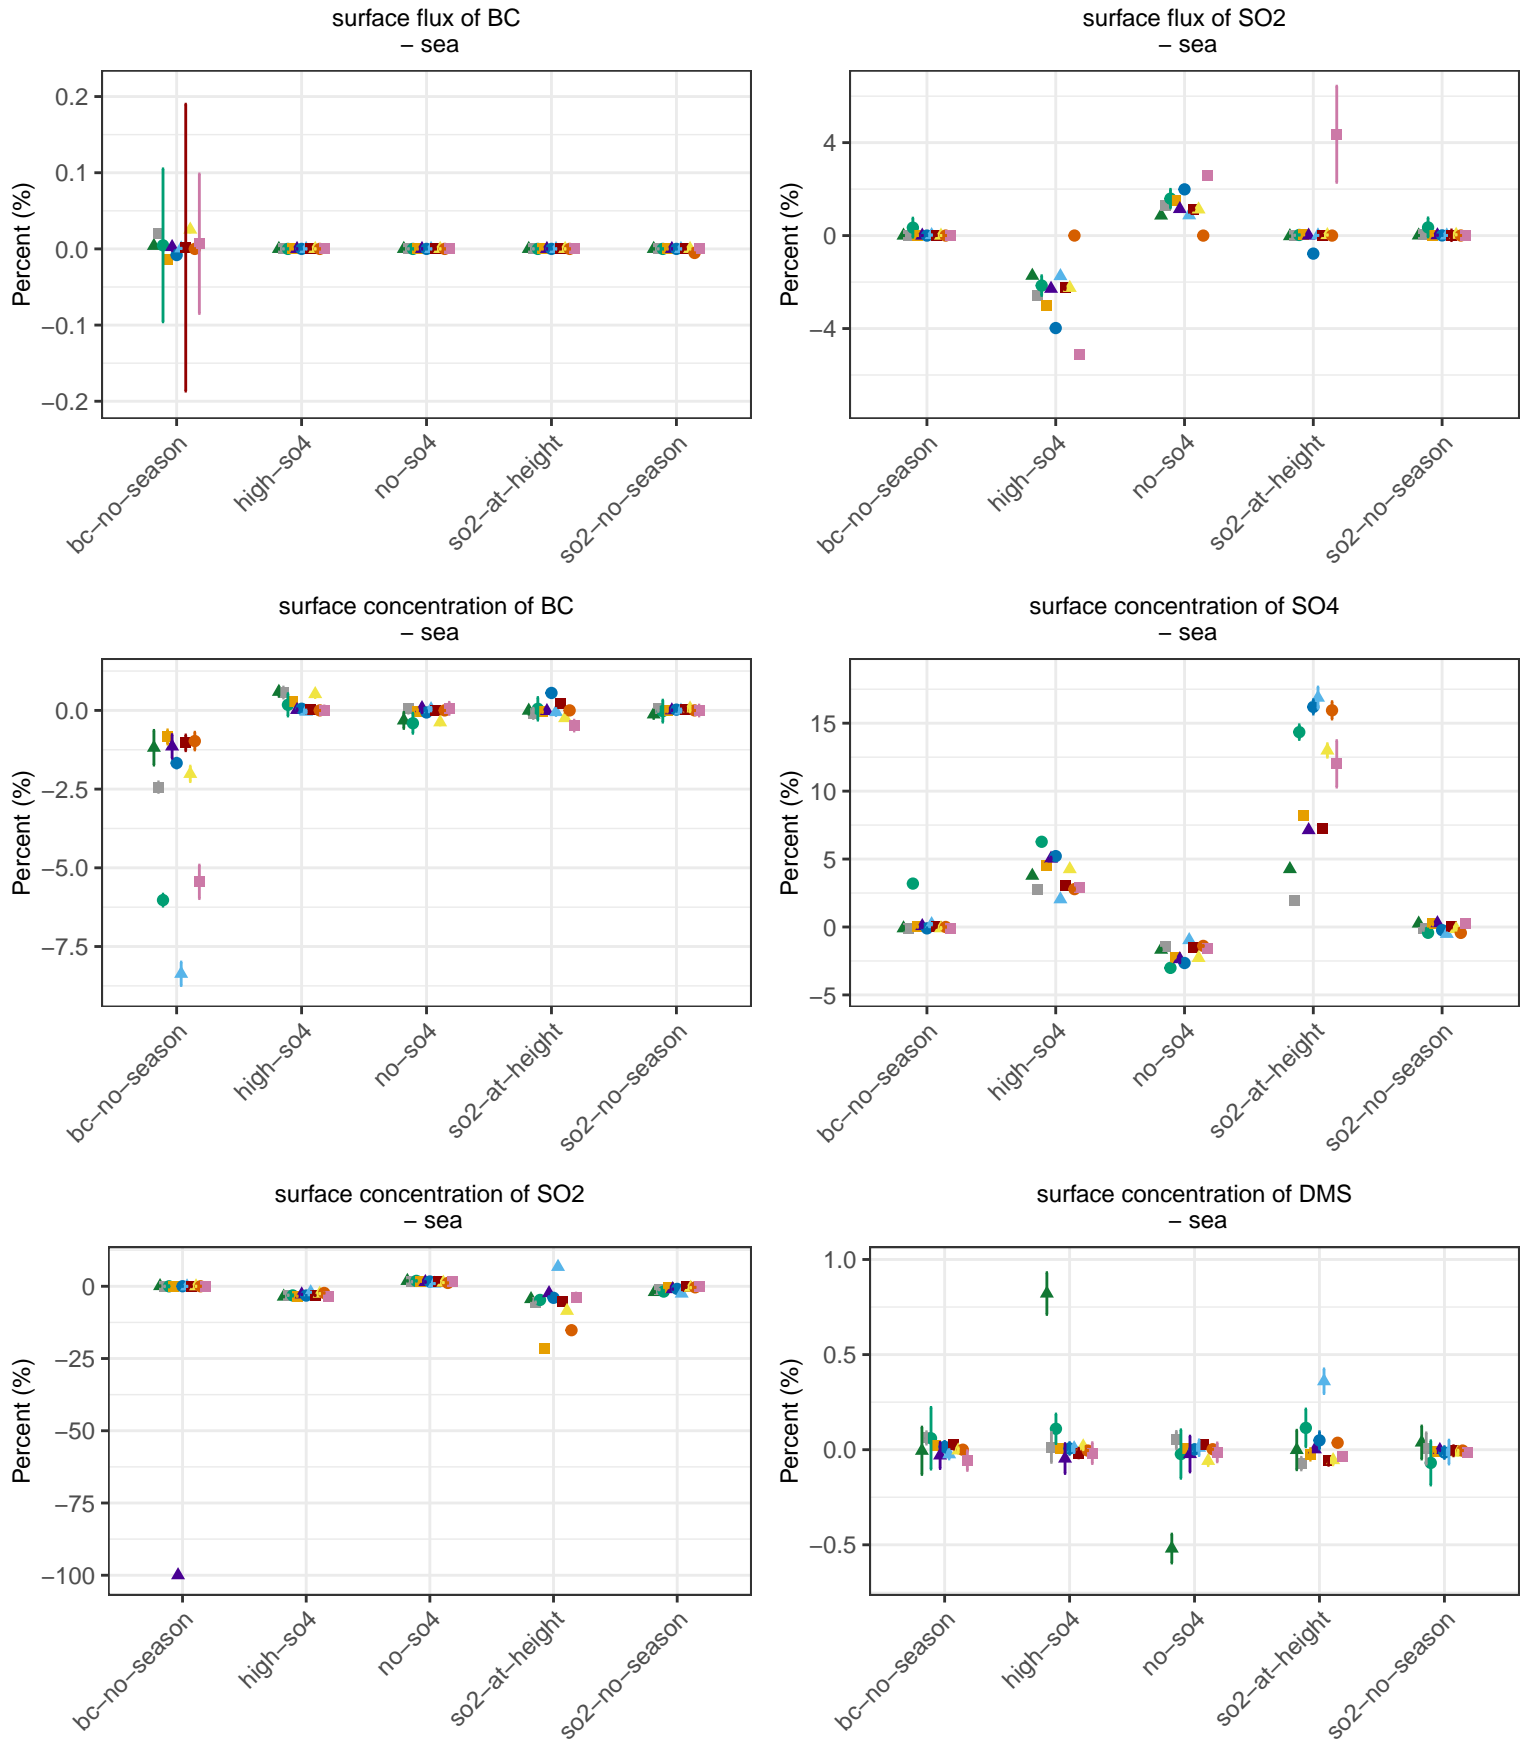 surface flux of BC
− sea
Percent (%)
0.2
0.1
0.0
−0.1
−0.2
bc−no−season
high−so4
no−so4
so2−at−height
so2−no−season
surface flux of SO2
− sea
Percent (%)
4
0
−4
bc−no−season
high−so4
no−so4
so2−at−height
so2−no−season
surface concentration of BC
− sea
Percent (%)
0.0
−2.5
−5.0
−7.5
bc−no−season
high−so4
no−so4
so2−at−height
so2−no−season
surface concentration of SO4
− sea
Percent (%)
15
10
5
0
−5
bc−no−season
high−so4
no−so4
so2−at−height
so2−no−season
surface concentration of SO2
− sea
Percent (%)
0
−25
−50
−75
−100
bc−no−season
high−so4
no−so4
so2−at−height
so2−no−season
surface concentration of DMS
− sea
Percent (%)
1.0
0.5
0.0
−0.5
bc−no−season
high−so4
no−so4
so2−at−height
so2−no−season